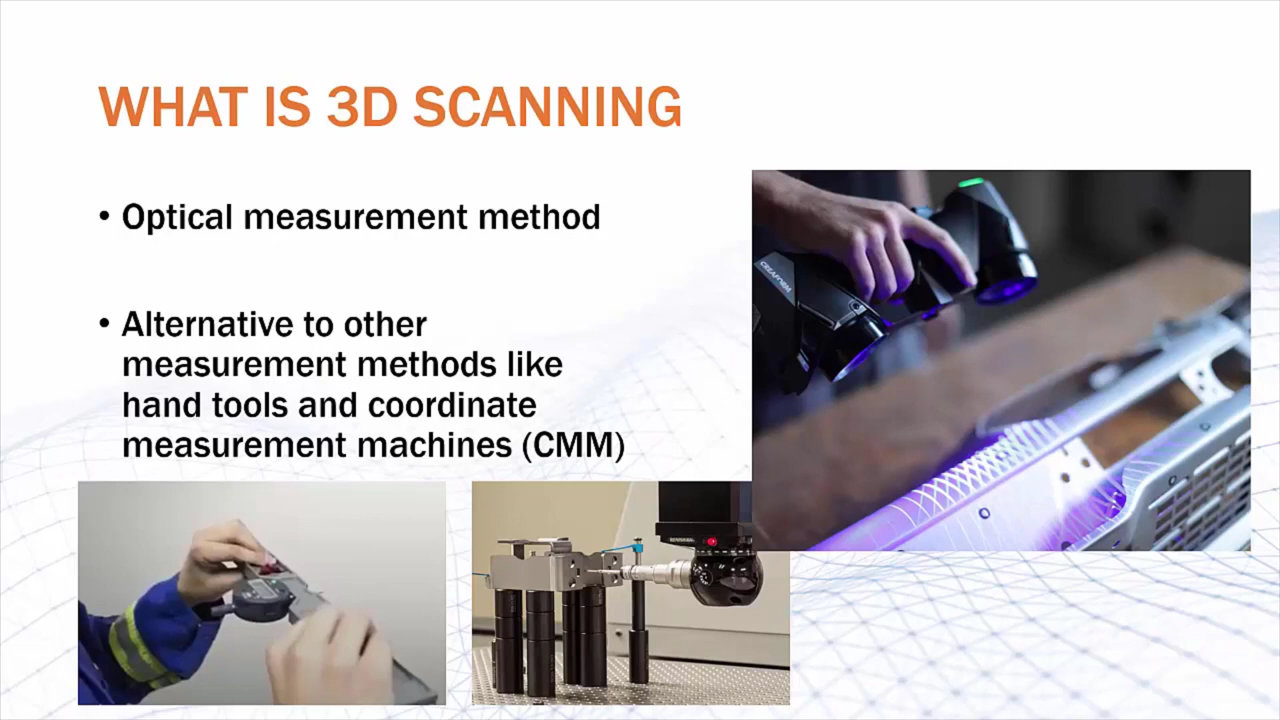 WHAT IS 3D SCANNING
• Optical measurement method
• Alternative to other
measurement methods like
hand tools and coordinate
measurement machines (CMM)
CREAFORM